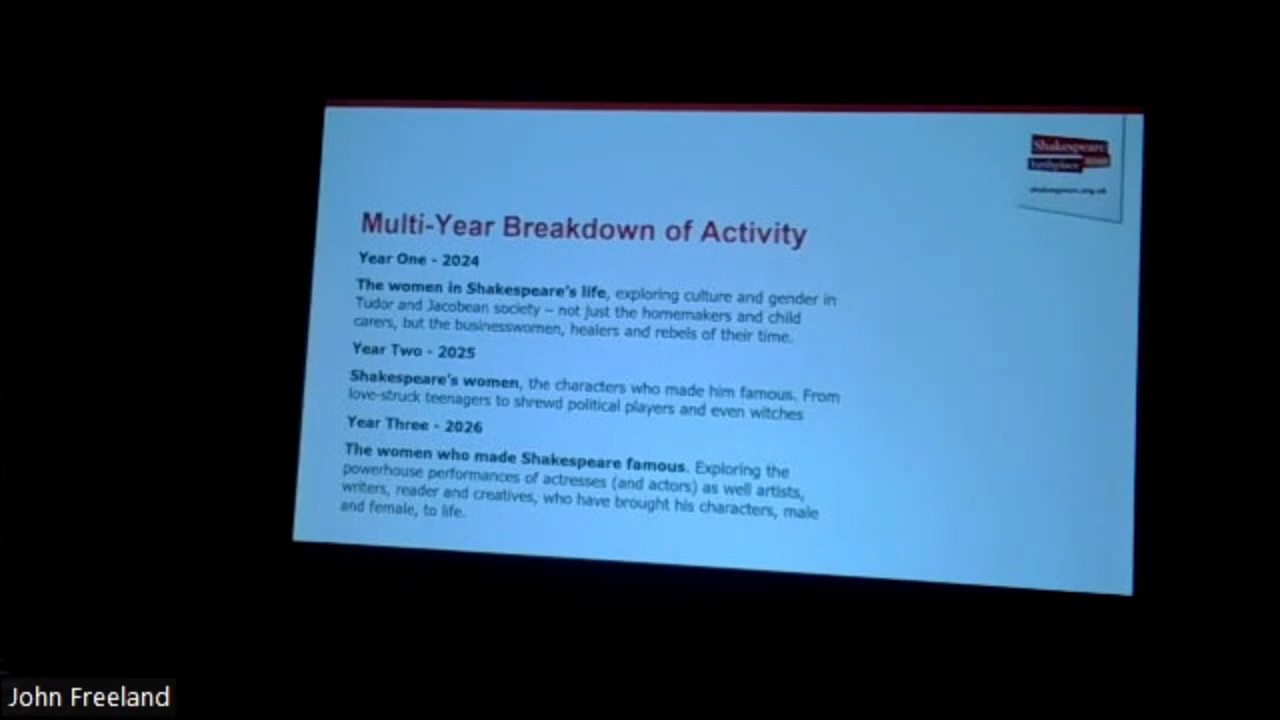 Shakespeare
birthplace
shakespeare.org.uk
Multi-Year Breakdown of Activity
Year One - 2024
The women in Shakespeare's life, exploring culture and gender in
Tudor and Jacobean society – not just the homemakers and child
carers, but the businesswomen, healers and rebels of their time.
Year Two - 2025
Shakespeare's women, the characters who made him famous. From
love-struck teenagers to shrewd political players and even witches
Year Three - 2026
The women who made Shakespeare famous. Exploring the
powerhouse performances of actresses (and actors) as well artists,
writers, reader and creatives, who have brought his characters, male
and female, to life.
John Freeland